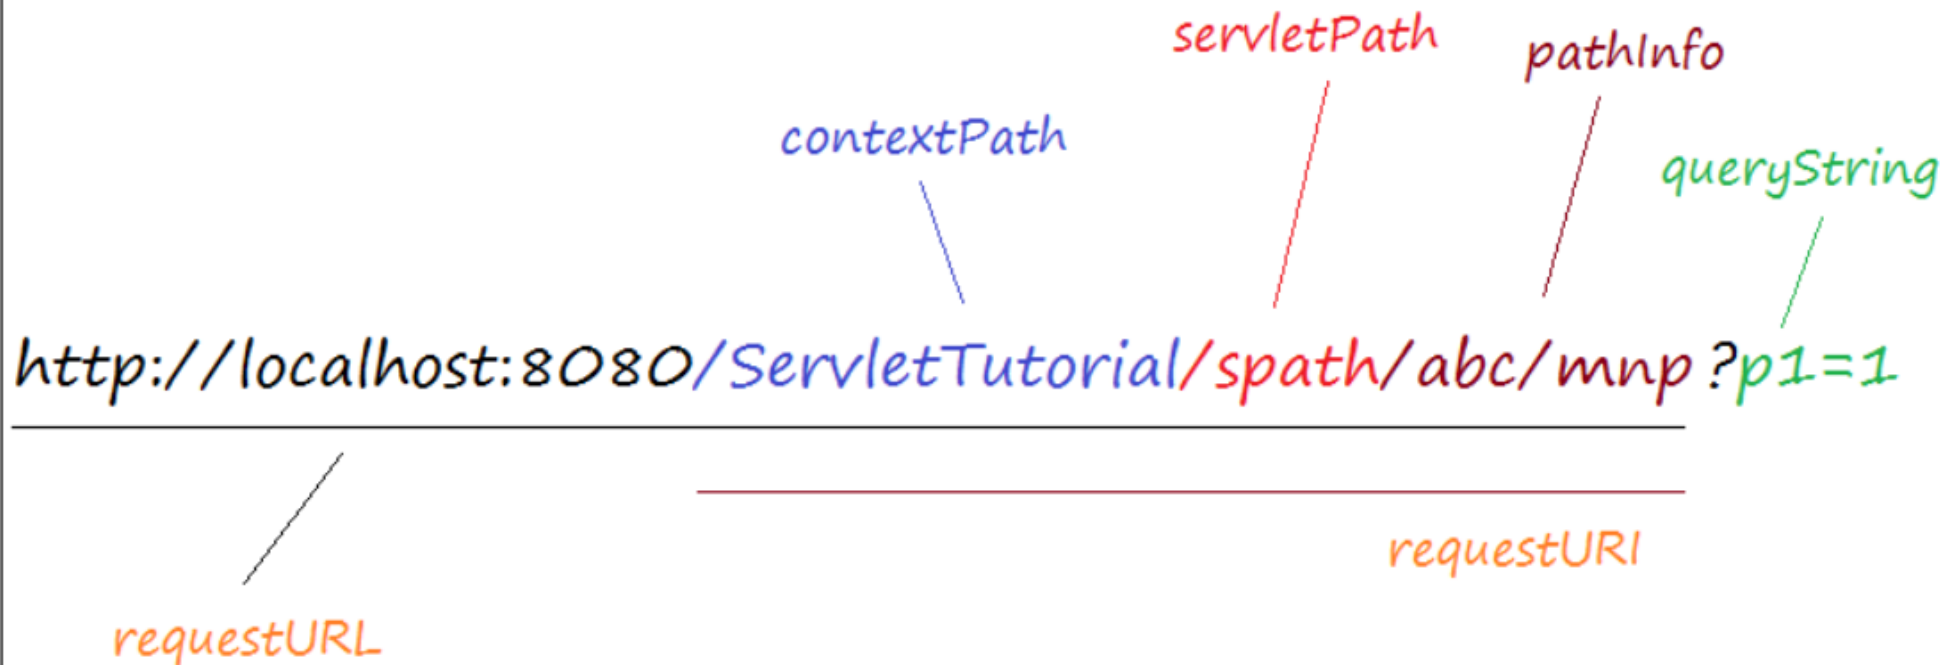 servletPath
pathInfo
contextPath
queryString
http://localhost:8080/ServletTutorial/spath/abc/mnp ?p1=1
requestURI
requestURL